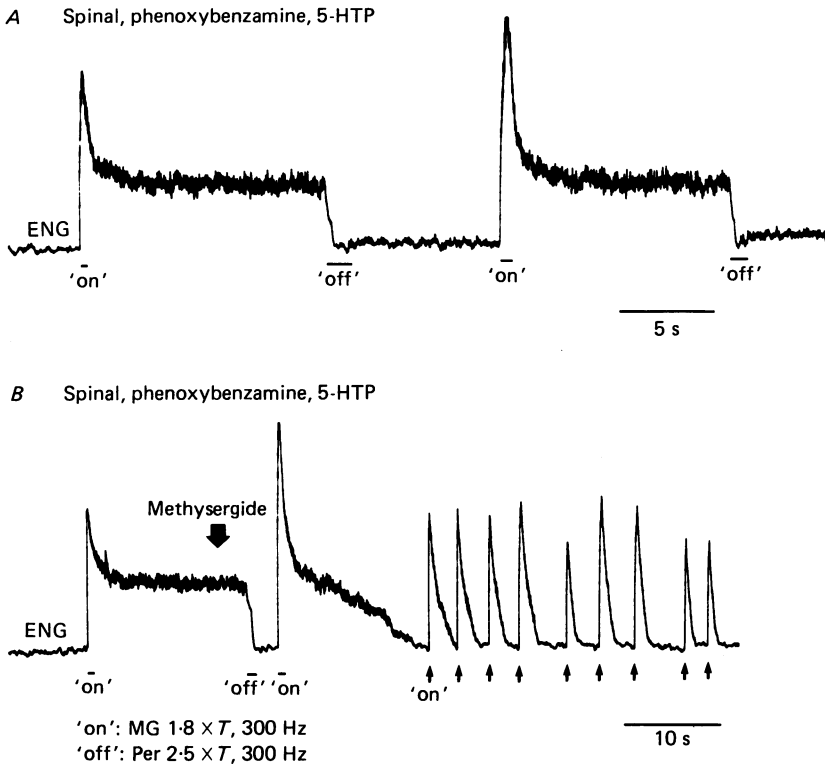 A Spinal, phenoxybenzamine, 5-HTP
ENG
'on' 'off' 'on' 'off'
5 s
B Spinal, phenoxybenzamine, 5-HTP
Methysergide
ENG
'on' 'off' 'on' 'on'
'on': MG 1·8 × T, 300 Hz
'off': Per 2·5 × T, 300 Hz
10 s